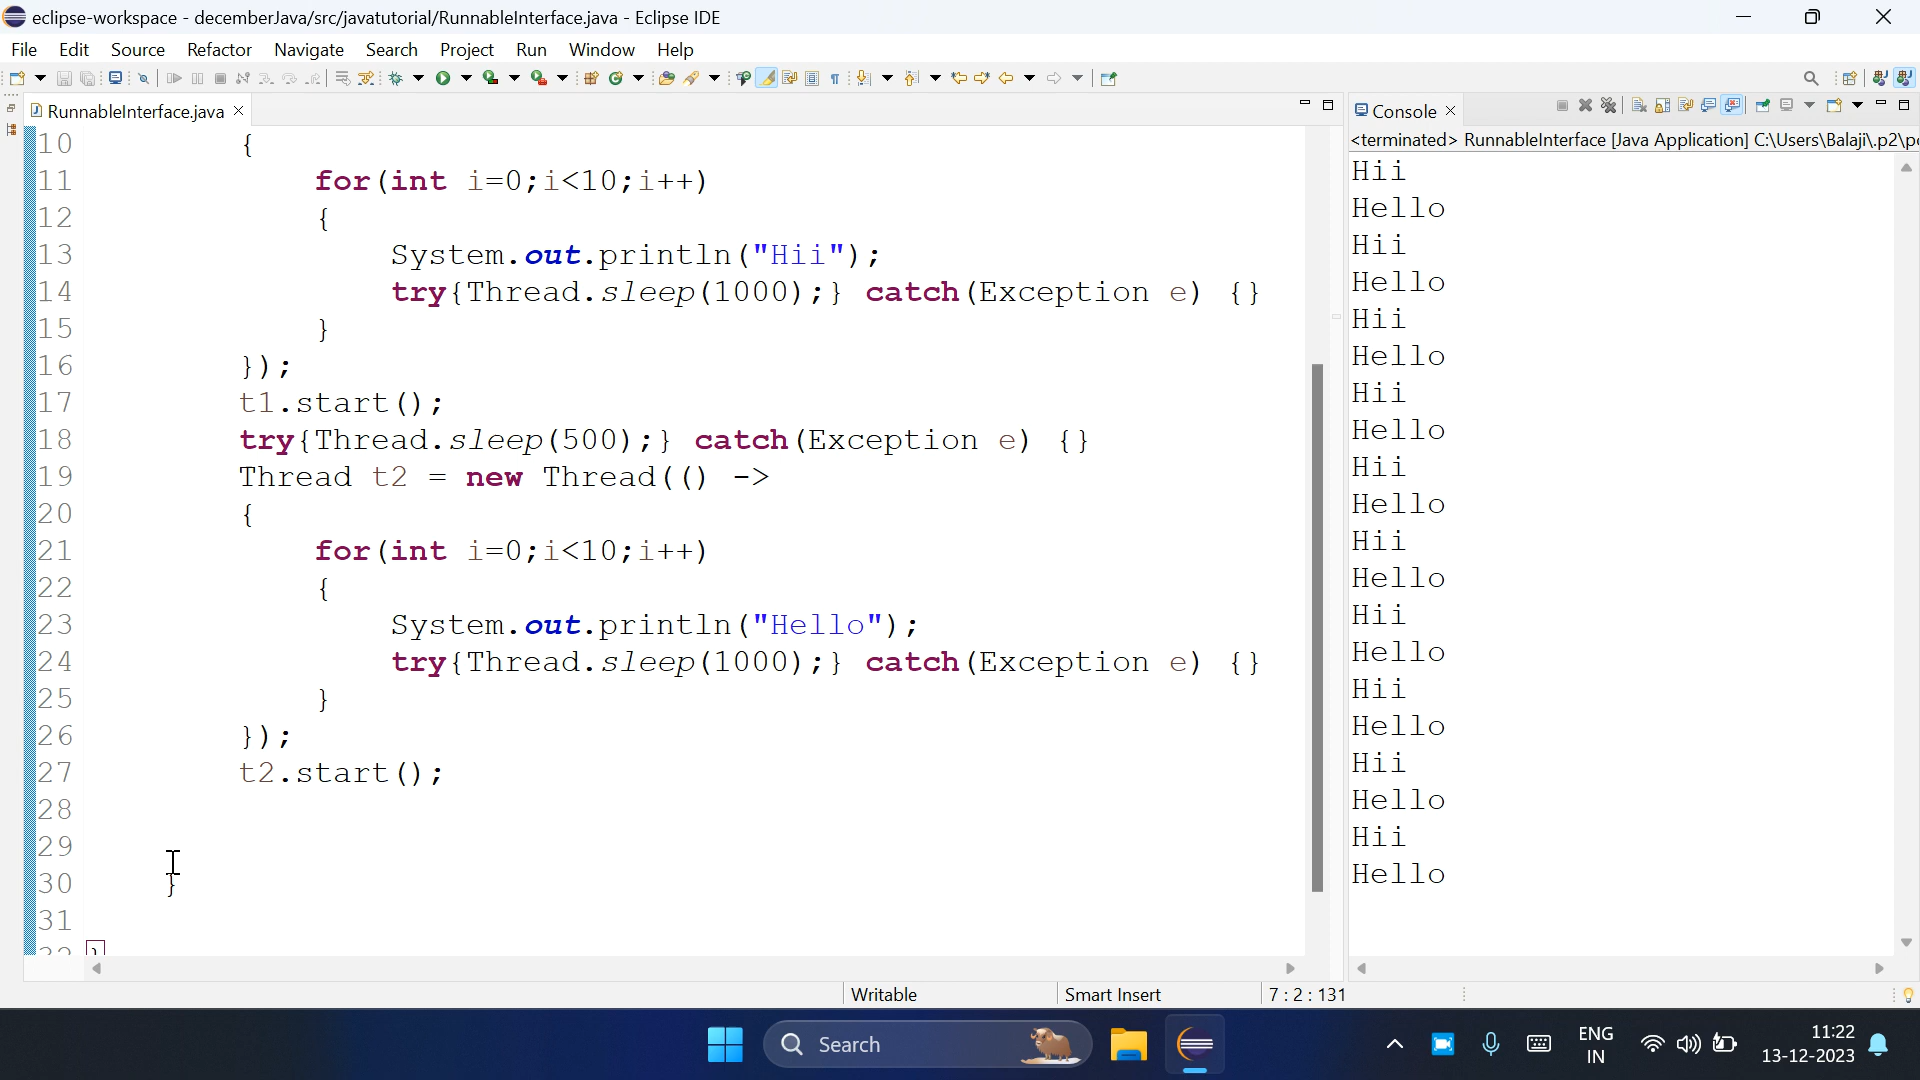 eclipse-workspace - decemberJava/src/javatutorial/RunnableInterface.java - Eclipse IDE
File Edit Source Refactor Navigate Search Project Run Window Help
RunnableInterface.java
10 {
11 for(int i=0;i<10;i++)
12 {
13 System.out.println("Hii");
14 try{Thread.sleep(1000);} catch(Exception e) {}
15 }
16 });
17 t1.start();
18 try{Thread.sleep(500);} catch(Exception e) {}
19 Thread t2 = new Thread(() ->
20 {
21 for(int i=0;i<10;i++)
22 {
23 System.out.println("Hello");
24 try{Thread.sleep(1000);} catch(Exception e) {}
25 }
26 });
27 t2.start();
28
29
30 }
31
Console
<terminated> RunnableInterface [Java Application] C:\Users\Balaji\.p2\p
Hii
Hello
Hii
Hello
Hii
Hello
Hii
Hello
Hii
Hello
Hii
Hello
Hii
Hello
Hii
Hello
Hii
Hello
Hii
Hello
Writable Smart Insert 7 : 2 : 131
Search
ENG
IN
11:22
13-12-2023